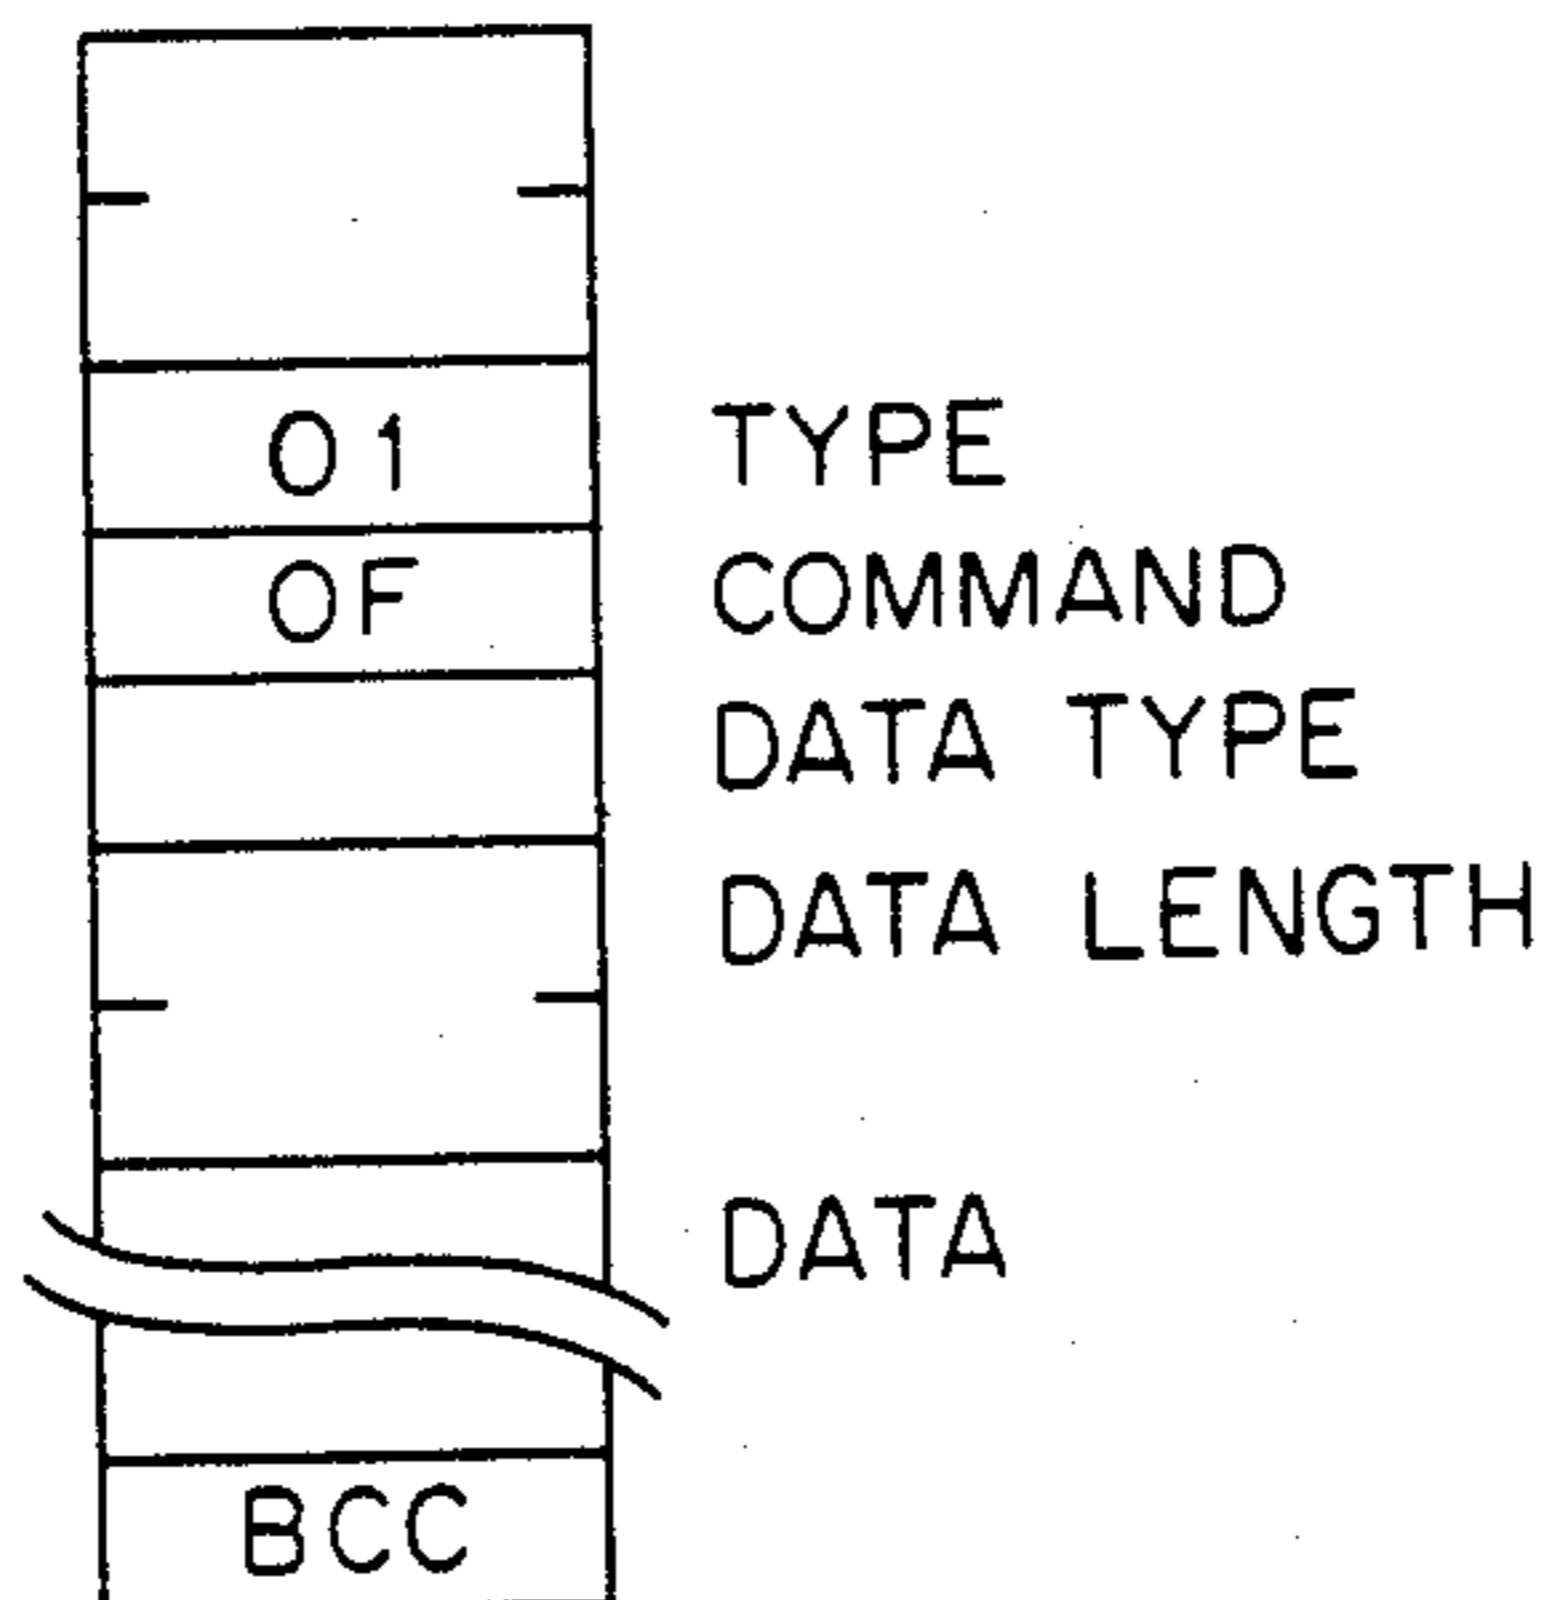 01 TYPE
0F COMMAND
DATA TYPE
DATA LENGTH
DATA
BCC